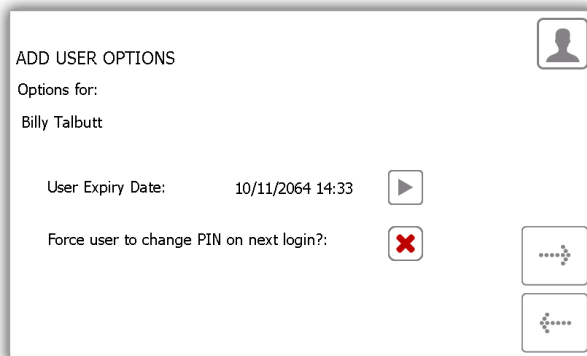 ADD USER OPTIONS
Options for:
Billy Talbutt
User Expiry Date: 10/11/2064 14:33
Force user to change PIN on next login?: